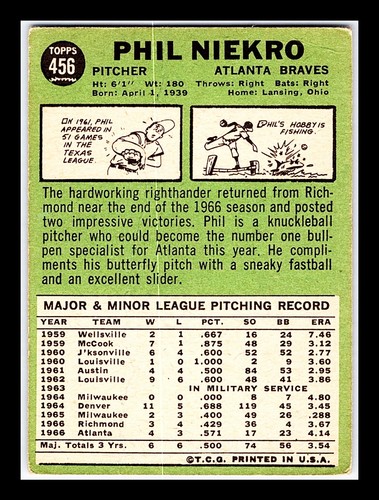 TOPPS
456
PHIL NIEKRO
PITCHER ATLANTA BRAVES
Ht: 6'1" Wt: 180 Throws: Right Bats: Right
Born: April 1, 1939 Home: Lansing, Ohio
IN 1961, PHIL
APPEARED IN
51 GAMES
IN THE
TEXAS
LEAGUE.
PHIL'S HOBBY IS
FISHING.
The hardworking righthander returned from Rich-
mond near the end of the 1966 season and posted
two impressive victories. Phil is a knuckleball
pitcher who could become the number one bull-
pen specialist for Atlanta this year. He compli-
ments his butterfly pitch with a sneaky fastball
and an excellent slider.
MAJOR & MINOR LEAGUE PITCHING RECORD
YEAR TEAM W L PCT. SO BB ERA
1959 Wellsville 2 1 .667 16 24 7.46
1959 McCook 7 1 .875 48 29 3.12
1960 J'ksonville 6 4 .600 52 52 2.77
1960 Louisville 1 0 1.000 2 9 3.60
1961 Austin 4 4 .500 84 53 2.95
1962 Louisville 9 6 .600 48 41 3.86
1963 IN MILITARY SERVICE
1964 Milwaukee 0 0 .000 8 7 4.80
1964 Denver 11 5 .688 119 45 3.45
1965 Milwaukee 2 3 .400 49 26 .288
1966 Richmond 3 4 .429 36 4 3.67
1966 Atlanta 4 3 .571 17 23 4.14
Maj. Totals 3 Yrs. 6 6 .500 74 56 3.54
©T.C.G. PRINTED IN U.S.A.